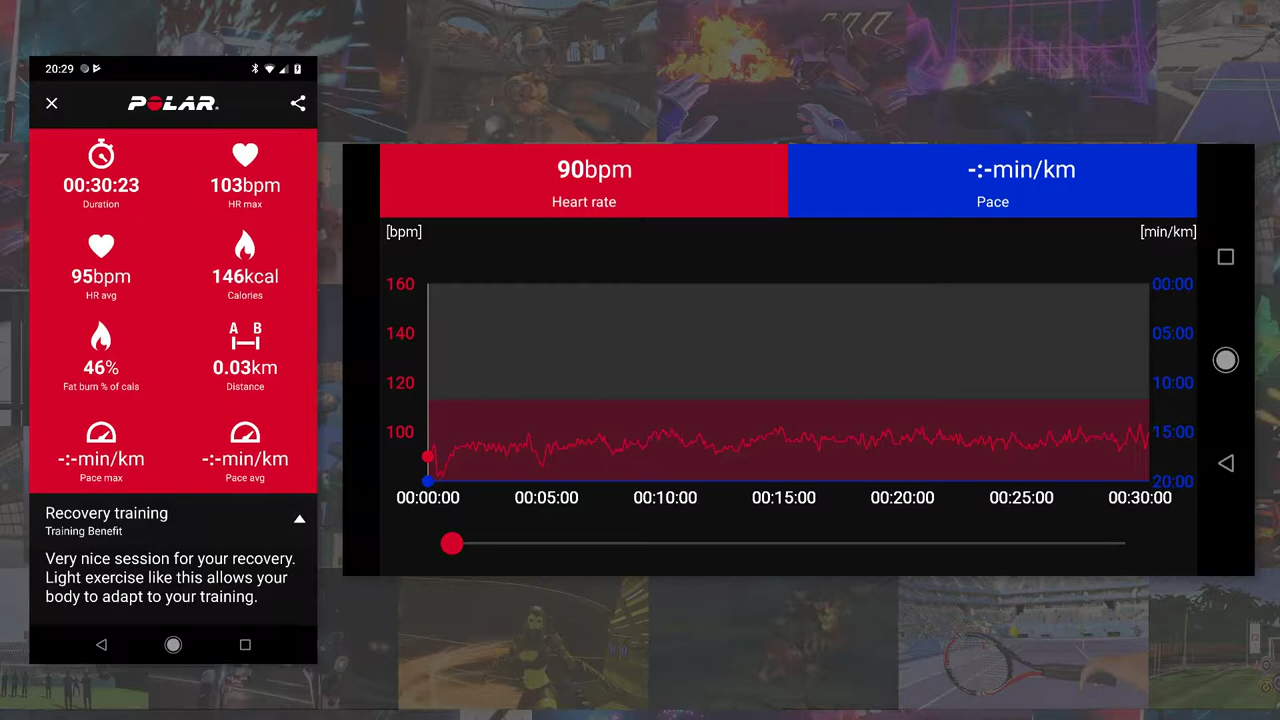 20:29
POLAR
00:30:23
Duration
103bpm
HR max
95bpm
HR avg
146kcal
Calories
46%
Fat burn % of cals
A B
0.03km
Distance
-:-min/km
Pace max
-:-min/km
Pace avg
Recovery training
Training Benefit
Very nice session for your recovery.
Light exercise like this allows your
body to adapt to your training.
90bpm
Heart rate
-:-min/km
Pace
[bpm]
[min/km]
160
140
120
100
00:00
05:00
10:00
15:00
20:00
00:00:00 00:05:00 00:10:00 00:15:00 00:20:00 00:25:00 00:30:00